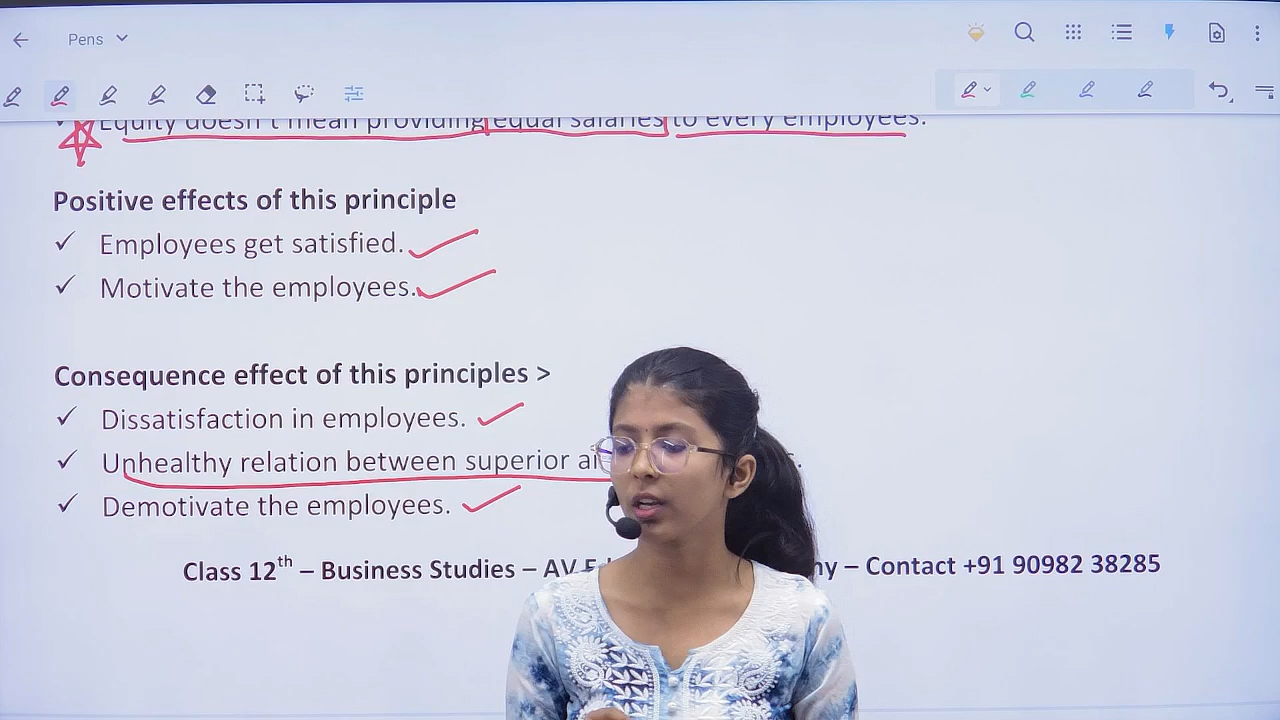 Pens
Equity doesn't mean providing equal salaries to every employees.
Positive effects of this principle
✓ Employees get satisfied.
✓ Motivate the employees.
Consequence effect of this principles >
✓ Dissatisfaction in employees.
✓ Unhealthy relation between superior
✓ Demotivate the employees.
Class 12th – Business Studies – AV – Contact +91 90982 38285